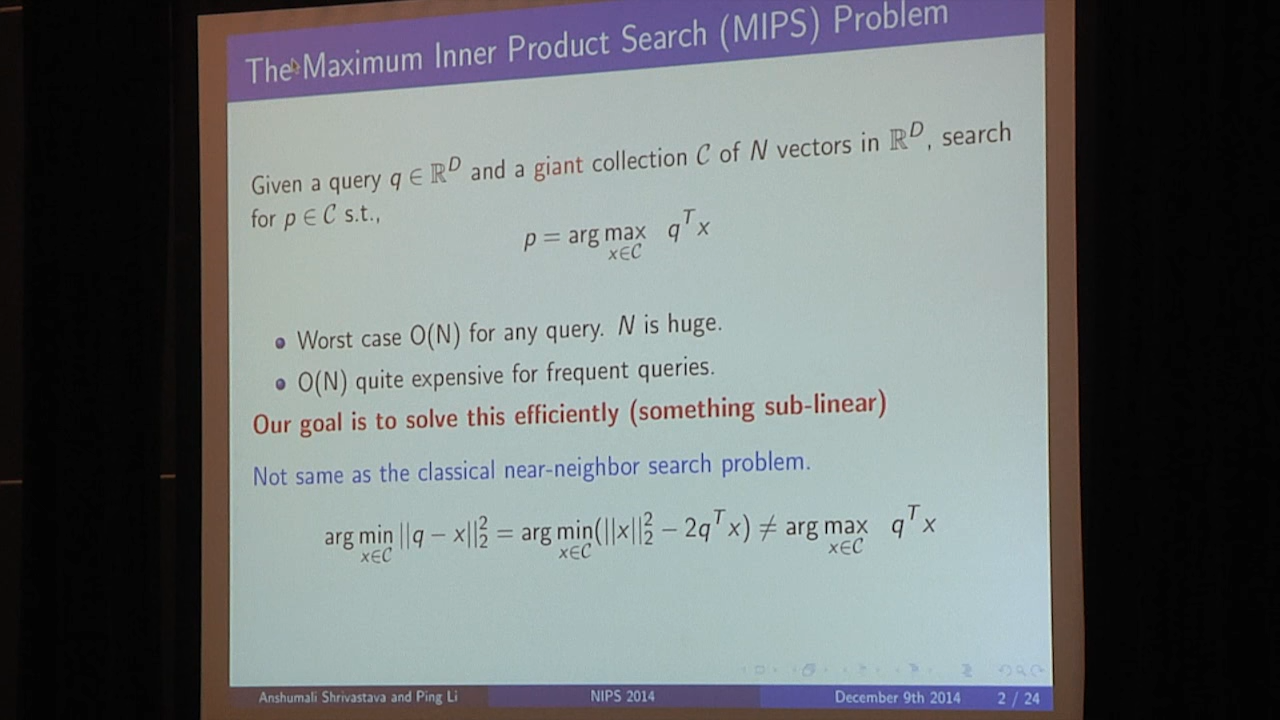 The Maximum Inner Product Search (MIPS) Problem
Given a query q ∈ ℝ^D and a giant collection 𝒞 of N vectors in ℝ^D, search
for p ∈ 𝒞 s.t.,
p = arg max_{x∈𝒞} q^T x
• Worst case O(N) for any query. N is huge.
• O(N) quite expensive for frequent queries.
Our goal is to solve this efficiently (something sub-linear)
Not same as the classical near-neighbor search problem.
arg min_{x∈𝒞} ||q − x||_2^2 = arg min_{x∈𝒞}(||x||_2^2 − 2q^T x) ≠ arg max_{x∈𝒞} q^T x
Anshumali Shrivastava and Ping Li NIPS 2014 December 9th 2014 2 / 24